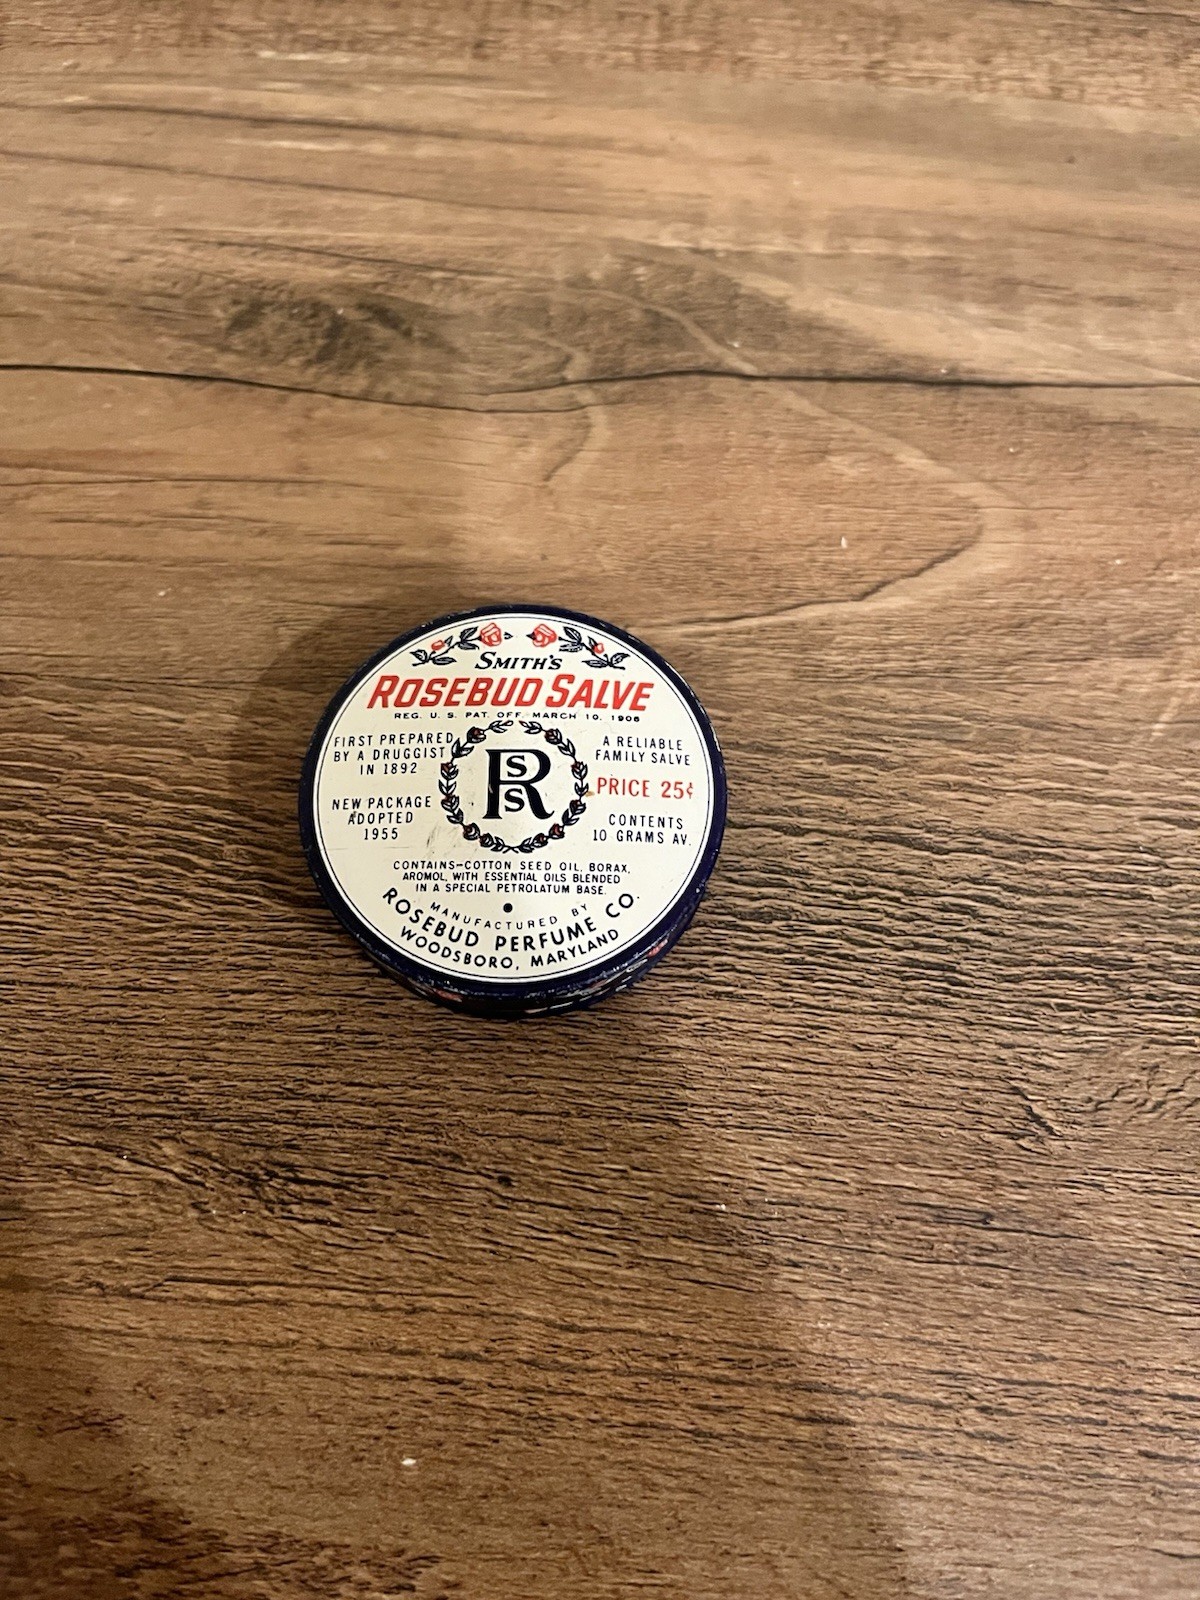 SMITH'S
ROSEBUD SALVE
REG. U. S. PAT. OFF. MARCH 10, 1908
FIRST PREPARED
BY A DRUGGIST
IN 1892
NEW PACKAGE
ADOPTED
1955
RSS
A RELIABLE
FAMILY SALVE
PRICE 25¢
CONTENTS
10 GRAMS AV.
CONTAINS-COTTON SEED OIL, BORAX,
AROMOL, WITH ESSENTIAL OILS BLENDED
IN A SPECIAL PETROLATUM BASE.
MANUFACTURED BY
ROSEBUD PERFUME CO.
WOODSBORO, MARYLAND